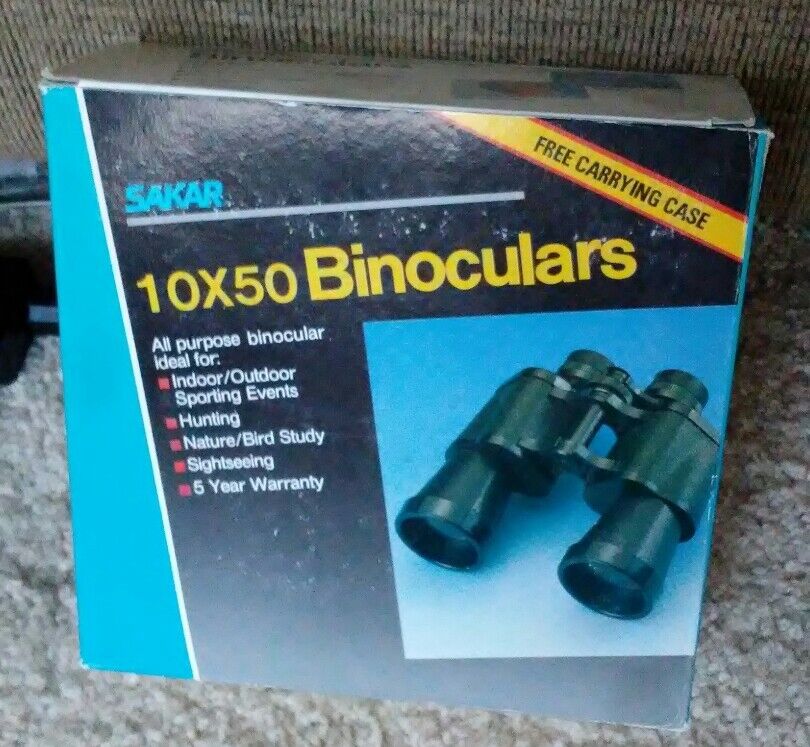 SAKAR
FREE CARRYING CASE
10X50 Binoculars
All purpose binocular
ideal for:
Indoor/Outdoor
Sporting Events
Hunting
Nature/Bird Study
Sightseeing
5 Year Warranty